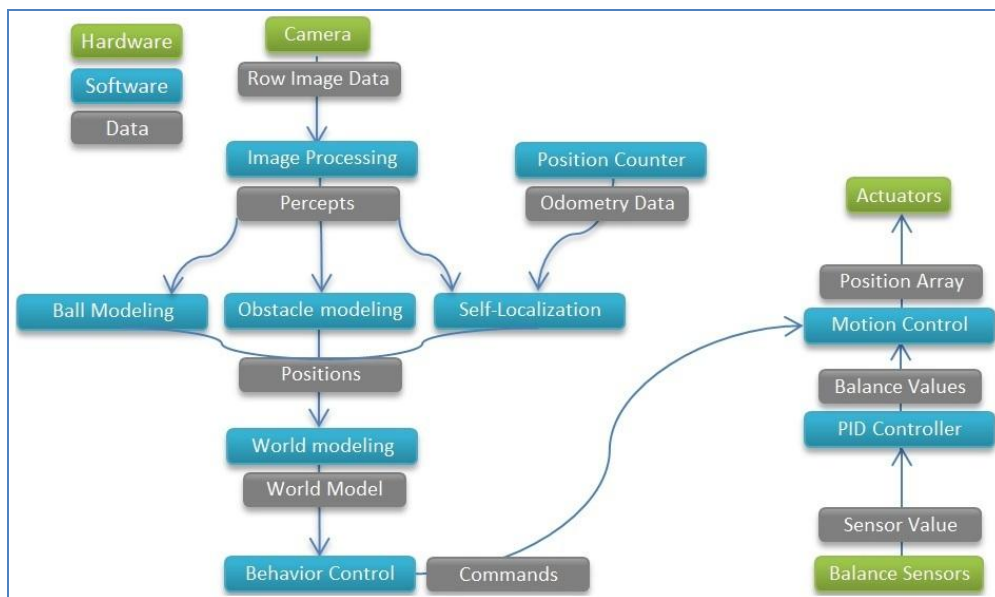 Hardware
Software
Data
Camera
Row Image Data
Image Processing
Percepts
Position Counter
Odometry Data
Ball Modeling
Obstacle modeling
Self-Localization
Positions
World modeling
World Model
Behavior Control
Commands
Actuators
Position Array
Motion Control
Balance Values
PID Controller
Sensor Value
Balance Sensors